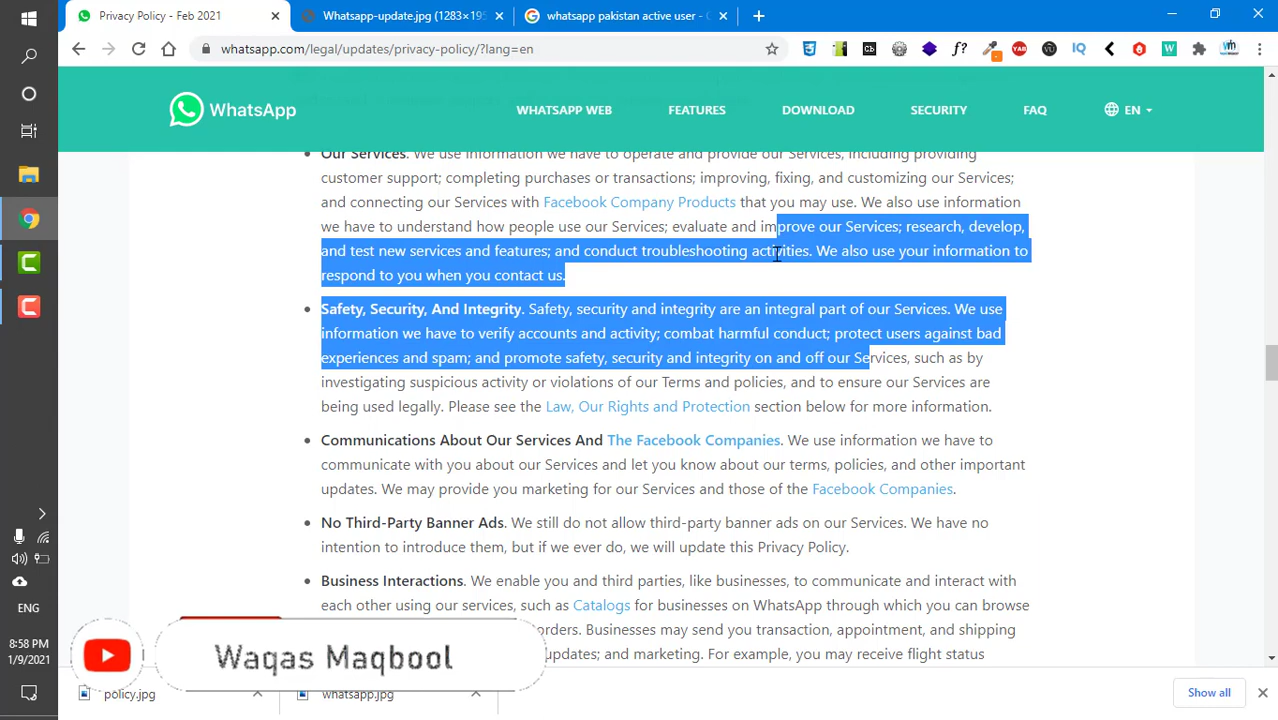 Privacy Policy - Feb 2021
Whatsapp-update.jpg (1283×195
whatsapp pakistan active user - G
whatsapp.com/legal/updates/privacy-policy/?lang=en
WhatsApp
WHATSAPP WEB
FEATURES
DOWNLOAD
SECURITY
FAQ
EN
Our Services. We use information we have to operate and provide our Services, including providing
customer support; completing purchases or transactions; improving, fixing, and customizing our Services;
and connecting our Services with Facebook Company Products that you may use. We also use information
we have to understand how people use our Services; evaluate and improve our Services; research, develop,
and test new services and features; and conduct troubleshooting activities. We also use your information to
respond to you when you contact us.
Safety, Security, And Integrity. Safety, security and integrity are an integral part of our Services. We use
information we have to verify accounts and activity; combat harmful conduct; protect users against bad
experiences and spam; and promote safety, security and integrity on and off our Services, such as by
investigating suspicious activity or violations of our Terms and policies, and to ensure our Services are
being used legally. Please see the Law, Our Rights and Protection section below for more information.
Communications About Our Services And The Facebook Companies. We use information we have to
communicate with you about our Services and let you know about our terms, policies, and other important
updates. We may provide you marketing for our Services and those of the Facebook Companies.
No Third-Party Banner Ads. We still do not allow third-party banner ads on our Services. We have no
intention to introduce them, but if we ever do, we will update this Privacy Policy.
Business Interactions. We enable you and third parties, like businesses, to communicate and interact with
each other using our services, such as Catalogs for businesses on WhatsApp through which you can browse
orders. Businesses may send you transaction, appointment, and shipping
updates; and marketing. For example, you may receive flight status
Waqas Maqbool
ENG
8:58 PM
1/9/2021
policy.jpg
whatsapp.jpg
Show all